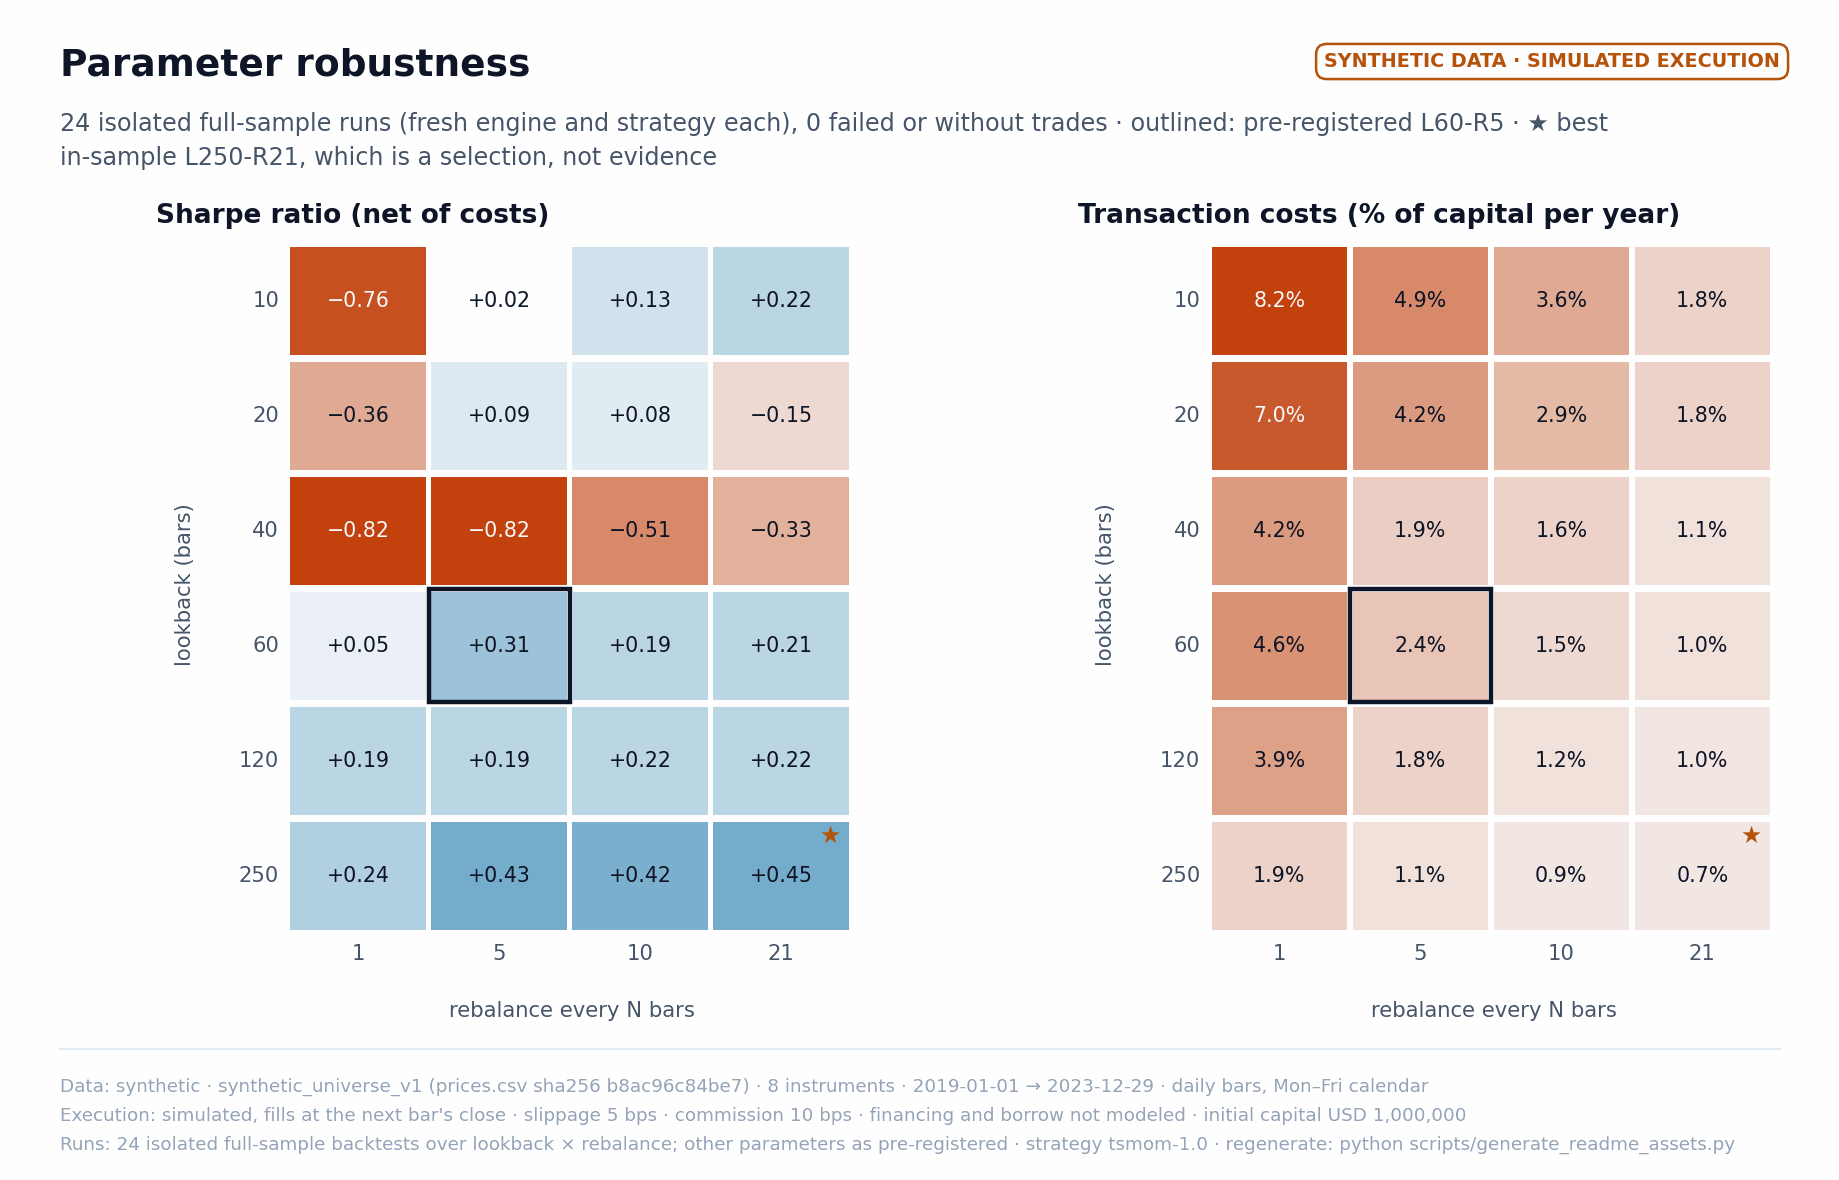 Parameter robustness
SYNTHETIC DATA · SIMULATED EXECUTION
24 isolated full-sample runs (fresh engine and strategy each), 0 failed or without trades · outlined: pre-registered L60-R5 · ★ best
in-sample L250-R21, which is a selection, not evidence
Sharpe ratio (net of costs)
lookback (bars)
10 −0.76 +0.02 +0.13 +0.22
20 −0.36 +0.09 +0.08 −0.15
40 −0.82 −0.82 −0.51 −0.33
60 +0.05 +0.31 +0.19 +0.21
120 +0.19 +0.19 +0.22 +0.22
★
250 +0.24 +0.43 +0.42 +0.45
1 5 10 21
rebalance every N bars
Transaction costs (% of capital per year)
lookback (bars)
10 8.2% 4.9% 3.6% 1.8%
20 7.0% 4.2% 2.9% 1.8%
40 4.2% 1.9% 1.6% 1.1%
60 4.6% 2.4% 1.5% 1.0%
120 3.9% 1.8% 1.2% 1.0%
★
250 1.9% 1.1% 0.9% 0.7%
1 5 10 21
rebalance every N bars
Data: synthetic · synthetic_universe_v1 (prices.csv sha256 b8ac96c84be7) · 8 instruments · 2019-01-01 → 2023-12-29 · daily bars, Mon–Fri calendar
Execution: simulated, fills at the next bar's close · slippage 5 bps · commission 10 bps · financing and borrow not modeled · initial capital USD 1,000,000
Runs: 24 isolated full-sample backtests over lookback × rebalance; other parameters as pre-registered · strategy tsmom-1.0 · regenerate: python scripts/generate_readme_assets.py